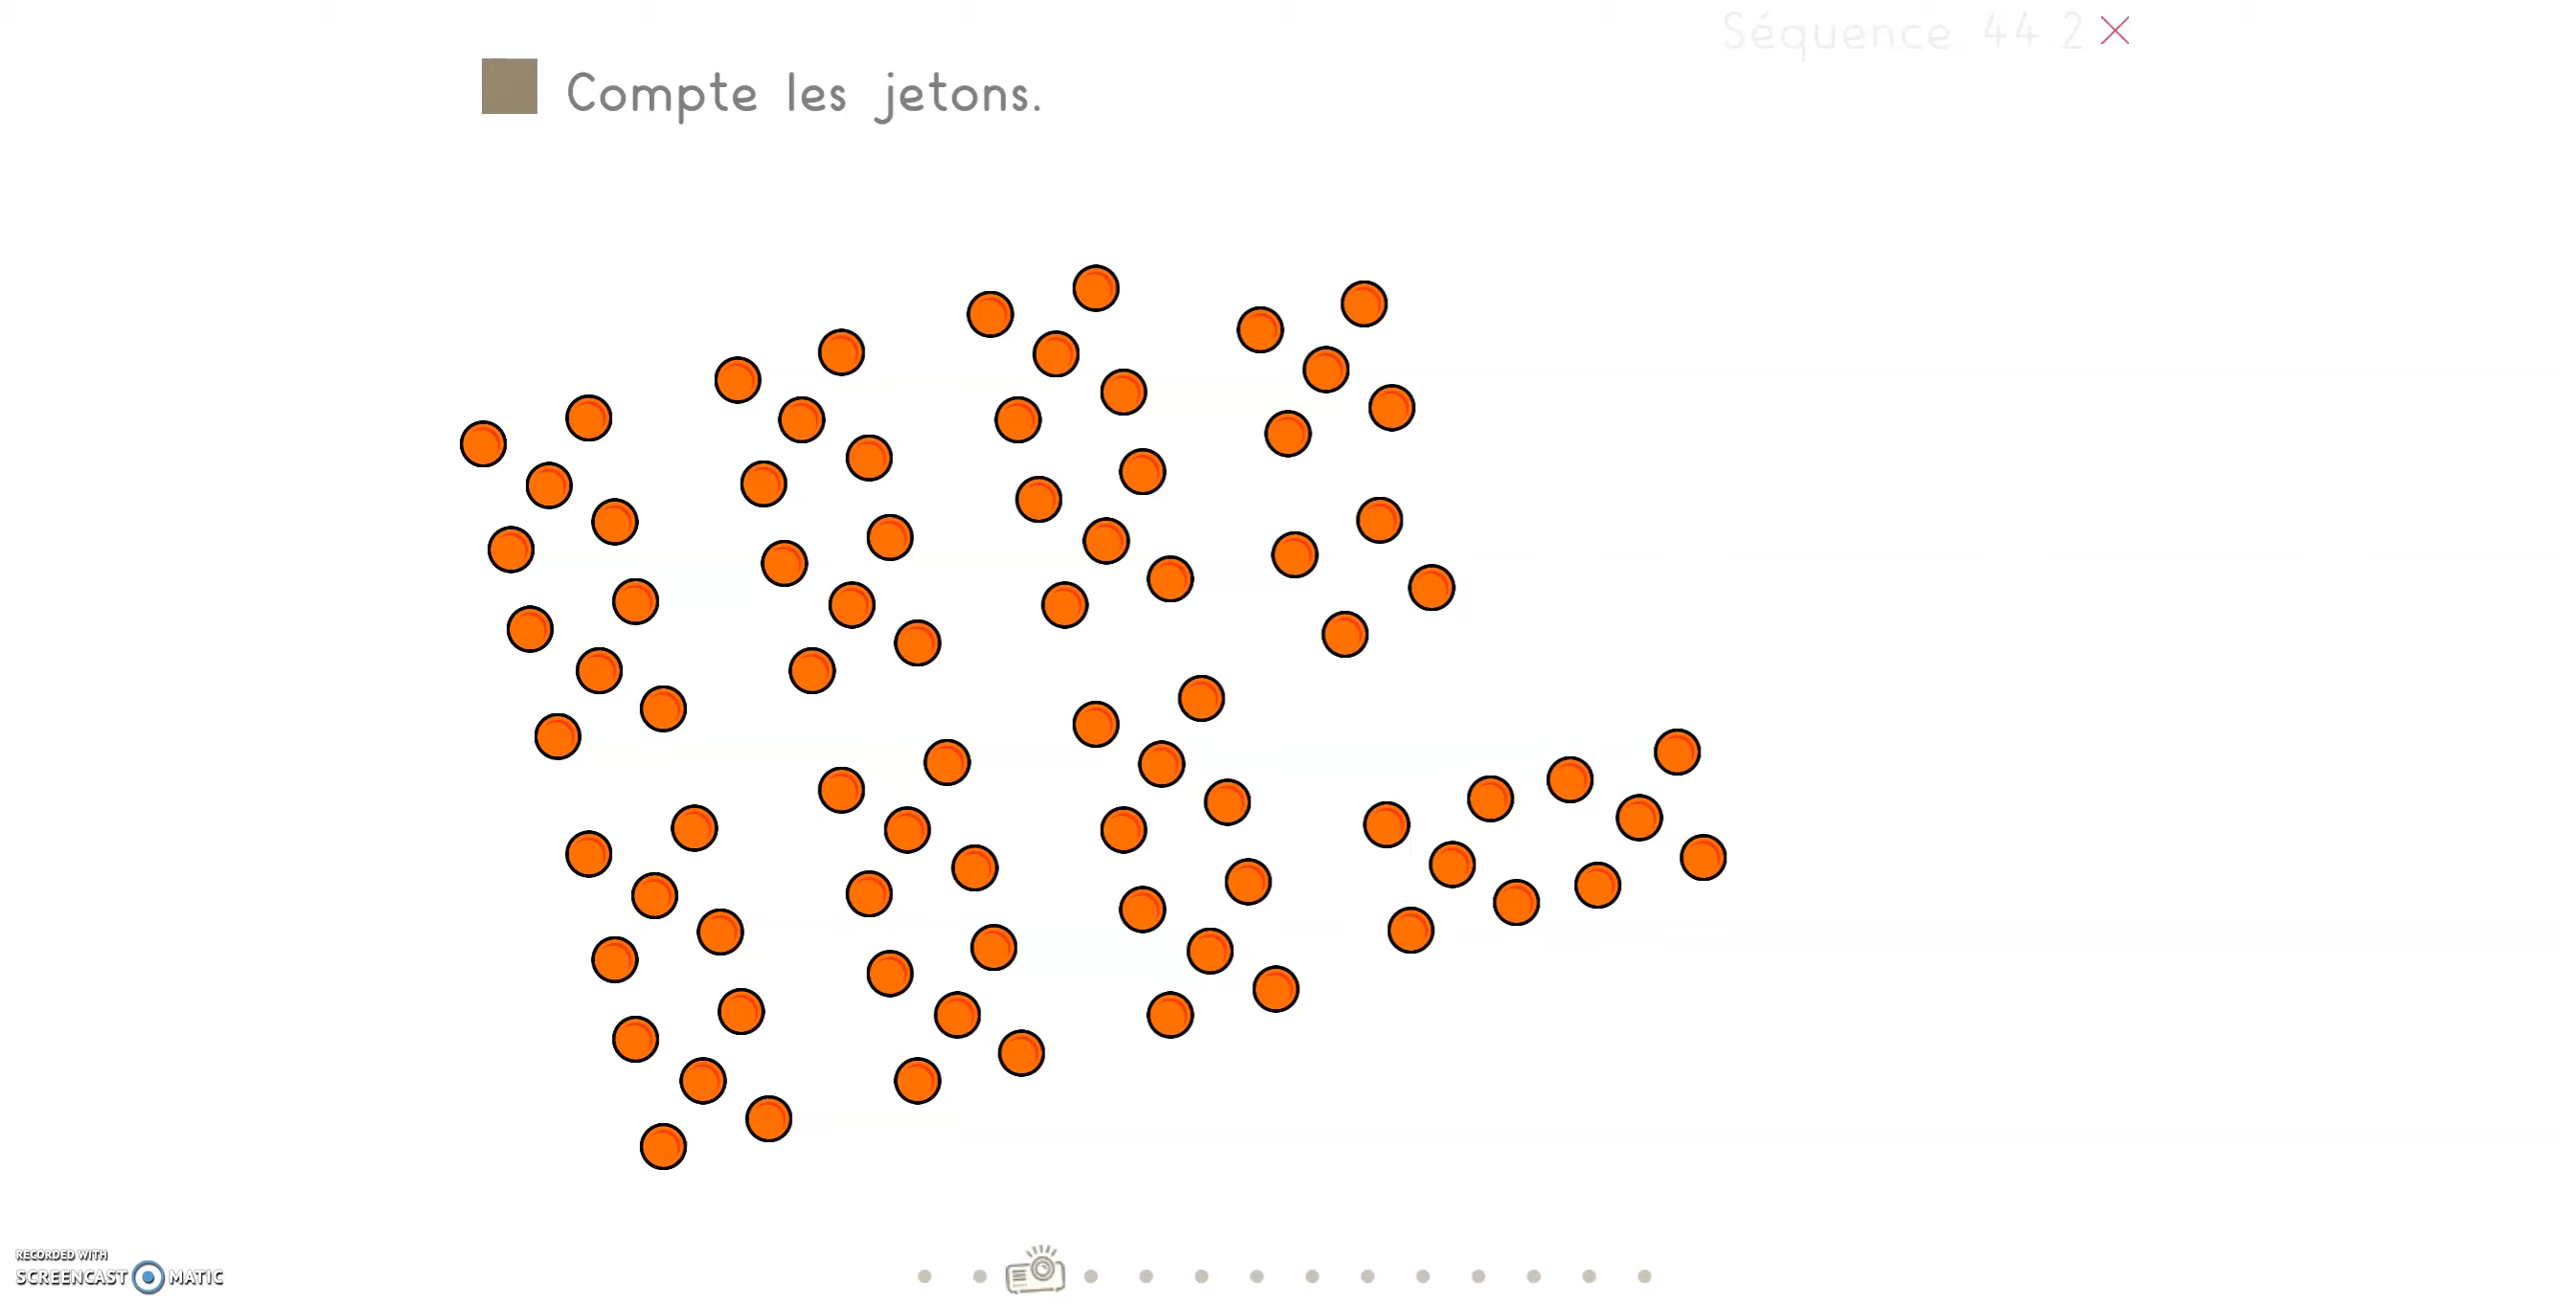 Séquence 44 2
Compte les jetons.
RECORDED WITH
SCREENCAST MATIC